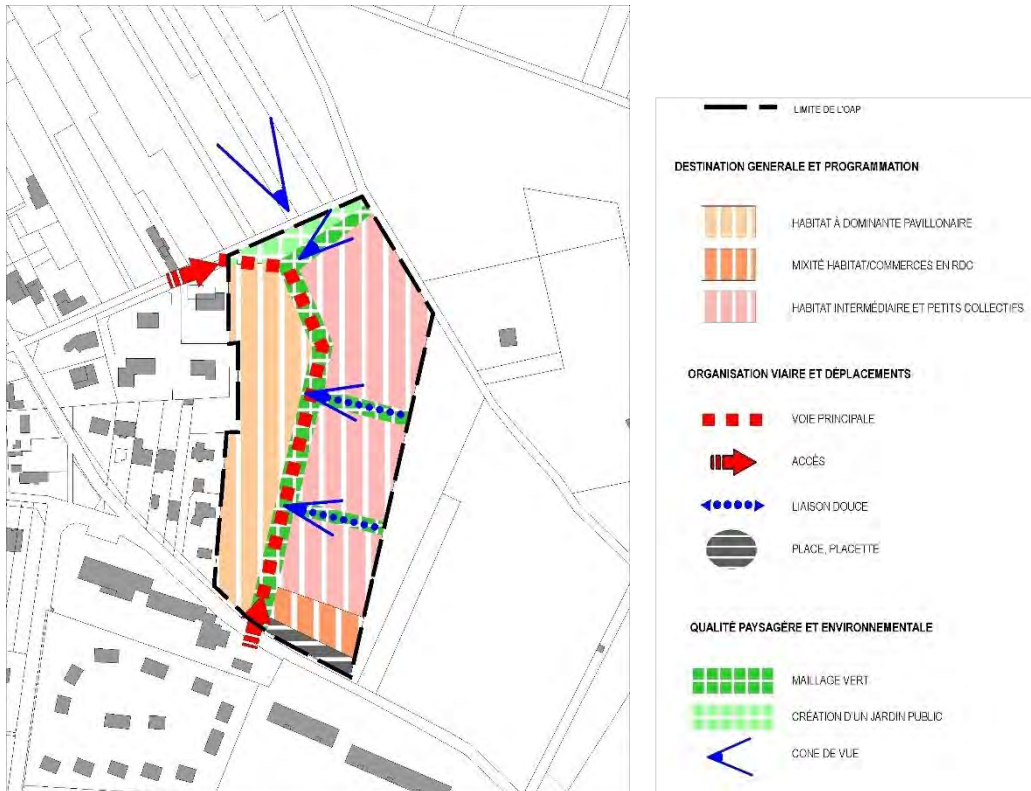 LIMITE DE L'OAP
DESTINATION GENERALE ET PROGRAMMATION
HABITAT À DOMINANTE PAVILLONAIRE
MIXITÉ HABITAT/COMMERCES EN RDC
HABITAT INTERMÉDIAIRE ET PETITS COLLECTIFS
ORGANISATION VIAIRE ET DÉPLACEMENTS
VOIE PRINCIPALE
ACCÈS
LIAISON DOUCE
PLACE, PLACETTE
QUALITÉ PAYSAGÈRE ET ENVIRONNEMENTALE
MAILLAGE VERT
CRÉATION D'UN JARDIN PUBLIC
CONE DE VUE